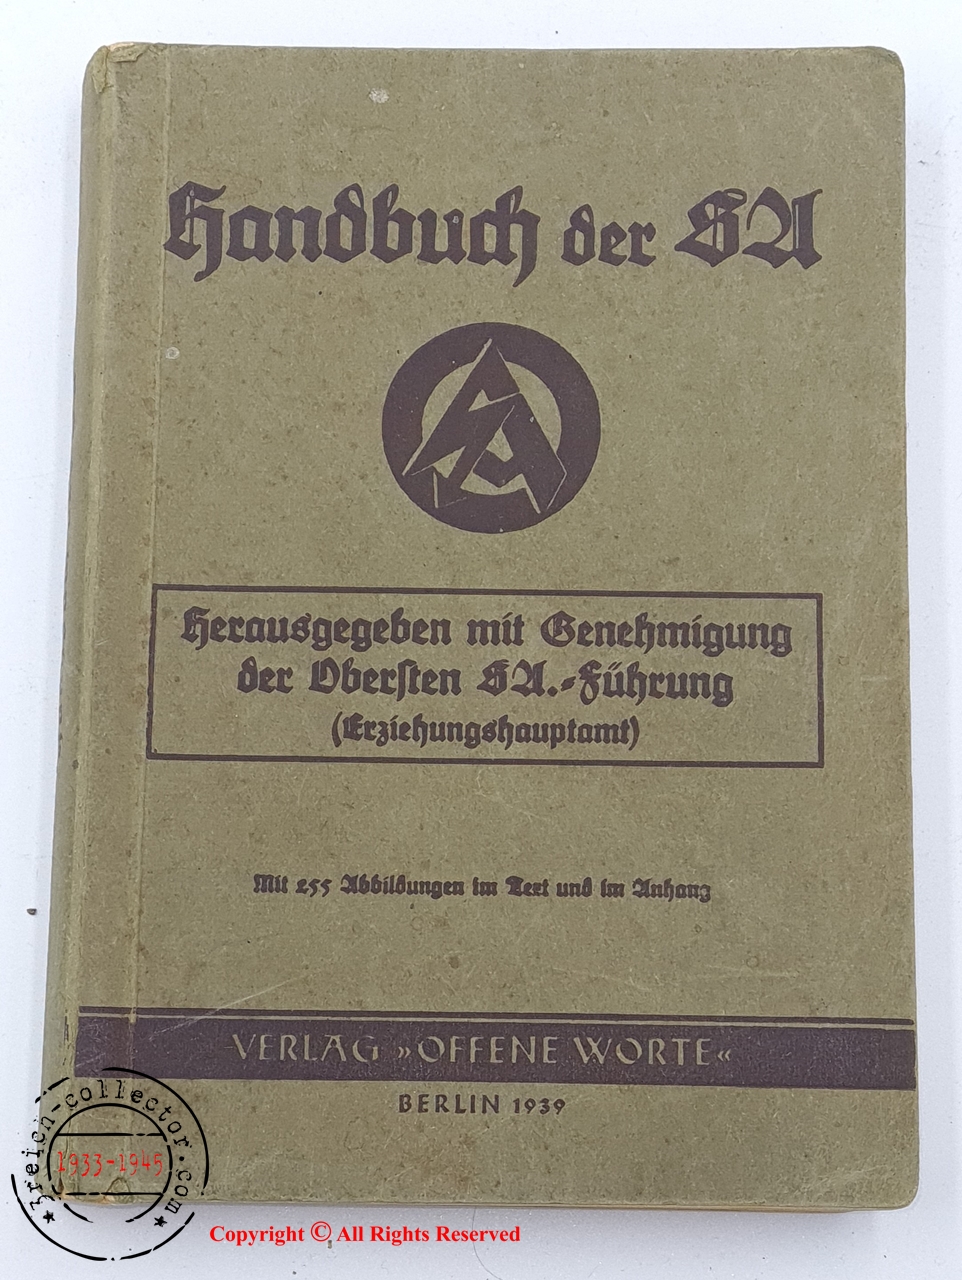 Handbuch der SA
SA
Herausgegeben mit Genehmigung
der Obersten SA.-Führung
(Erziehungshauptamt)
Mit 255 Abbildungen im Text und im Anhang
VERLAG »OFFENE WORTE«
BERLIN 1939
3reich-collector.com
1933-1945
Copyright © All Rights Reserved